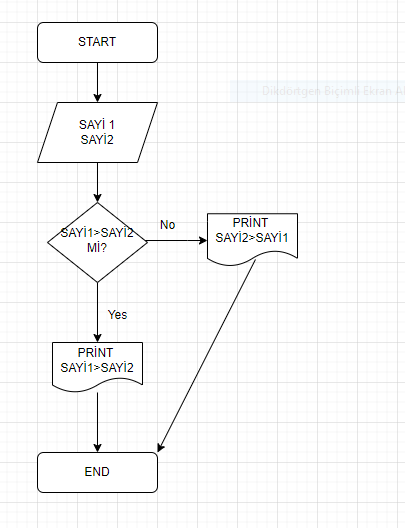 START
Dikdörtgen Biçimli Ekran Al
SAYİ 1
SAYİ2
SAYİ1>SAYİ2
Mİ?
No
PRİNT
SAYİ2>SAYİ1
Yes
PRİNT
SAYİ1>SAYİ2
END